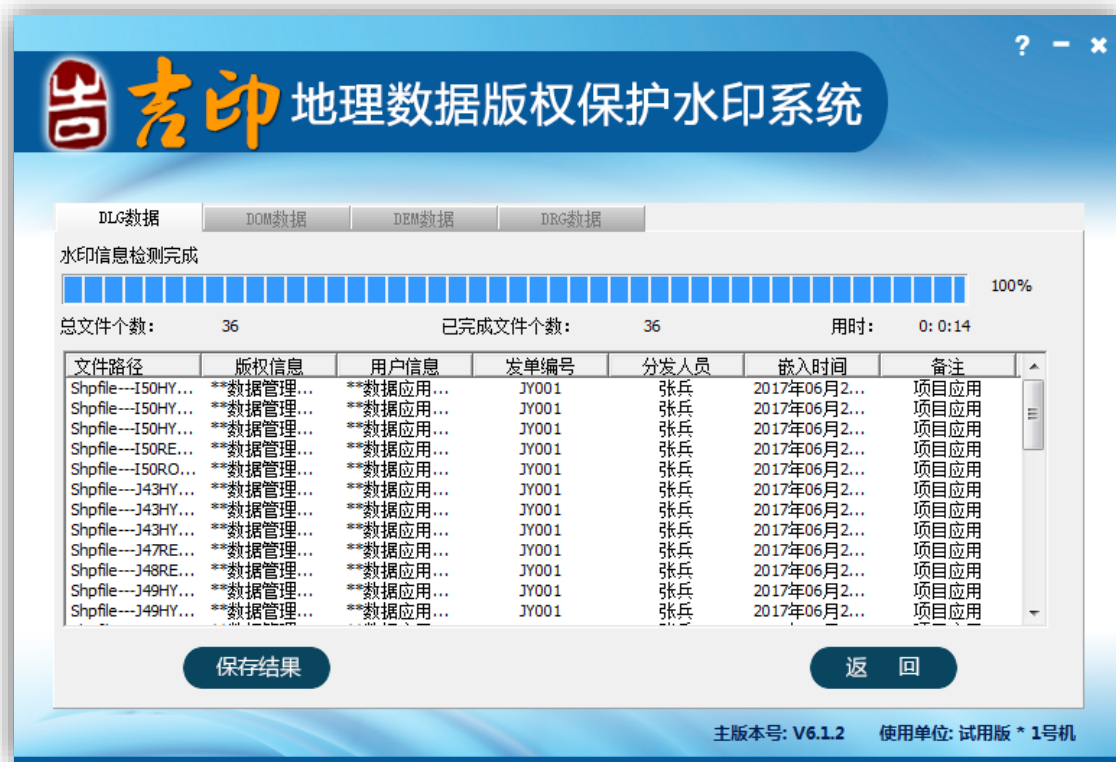 ? － ×
吉 吉印 地理数据版权保护水印系统
DLG数据 DOM数据 DEM数据 DRG数据
水印信息检测完成
100%
总文件个数： 36 已完成文件个数： 36 用时： 0: 0:14
文件路径 版权信息 用户信息 发单编号 分发人员 嵌入时间 备注
Shpfile---I50HY... **数据管理... **数据应用... JY001 张兵 2017年06月2... 项目应用
Shpfile---I50HY... **数据管理... **数据应用... JY001 张兵 2017年06月2... 项目应用
Shpfile---I50HY... **数据管理... **数据应用... JY001 张兵 2017年06月2... 项目应用
Shpfile---I50RE... **数据管理... **数据应用... JY001 张兵 2017年06月2... 项目应用
Shpfile---I50RO... **数据管理... **数据应用... JY001 张兵 2017年06月2... 项目应用
Shpfile---J43HY... **数据管理... **数据应用... JY001 张兵 2017年06月2... 项目应用
Shpfile---J43HY... **数据管理... **数据应用... JY001 张兵 2017年06月2... 项目应用
Shpfile---J43HY... **数据管理... **数据应用... JY001 张兵 2017年06月2... 项目应用
Shpfile---J47RE... **数据管理... **数据应用... JY001 张兵 2017年06月2... 项目应用
Shpfile---J48RE... **数据管理... **数据应用... JY001 张兵 2017年06月2... 项目应用
Shpfile---J49HY... **数据管理... **数据应用... JY001 张兵 2017年06月2... 项目应用
Shpfile---J49HY... **数据管理... **数据应用... JY001 张兵 2017年06月2... 项目应用
保存结果 返 回
主版本号: V6.1.2 使用单位: 试用版 * 1号机